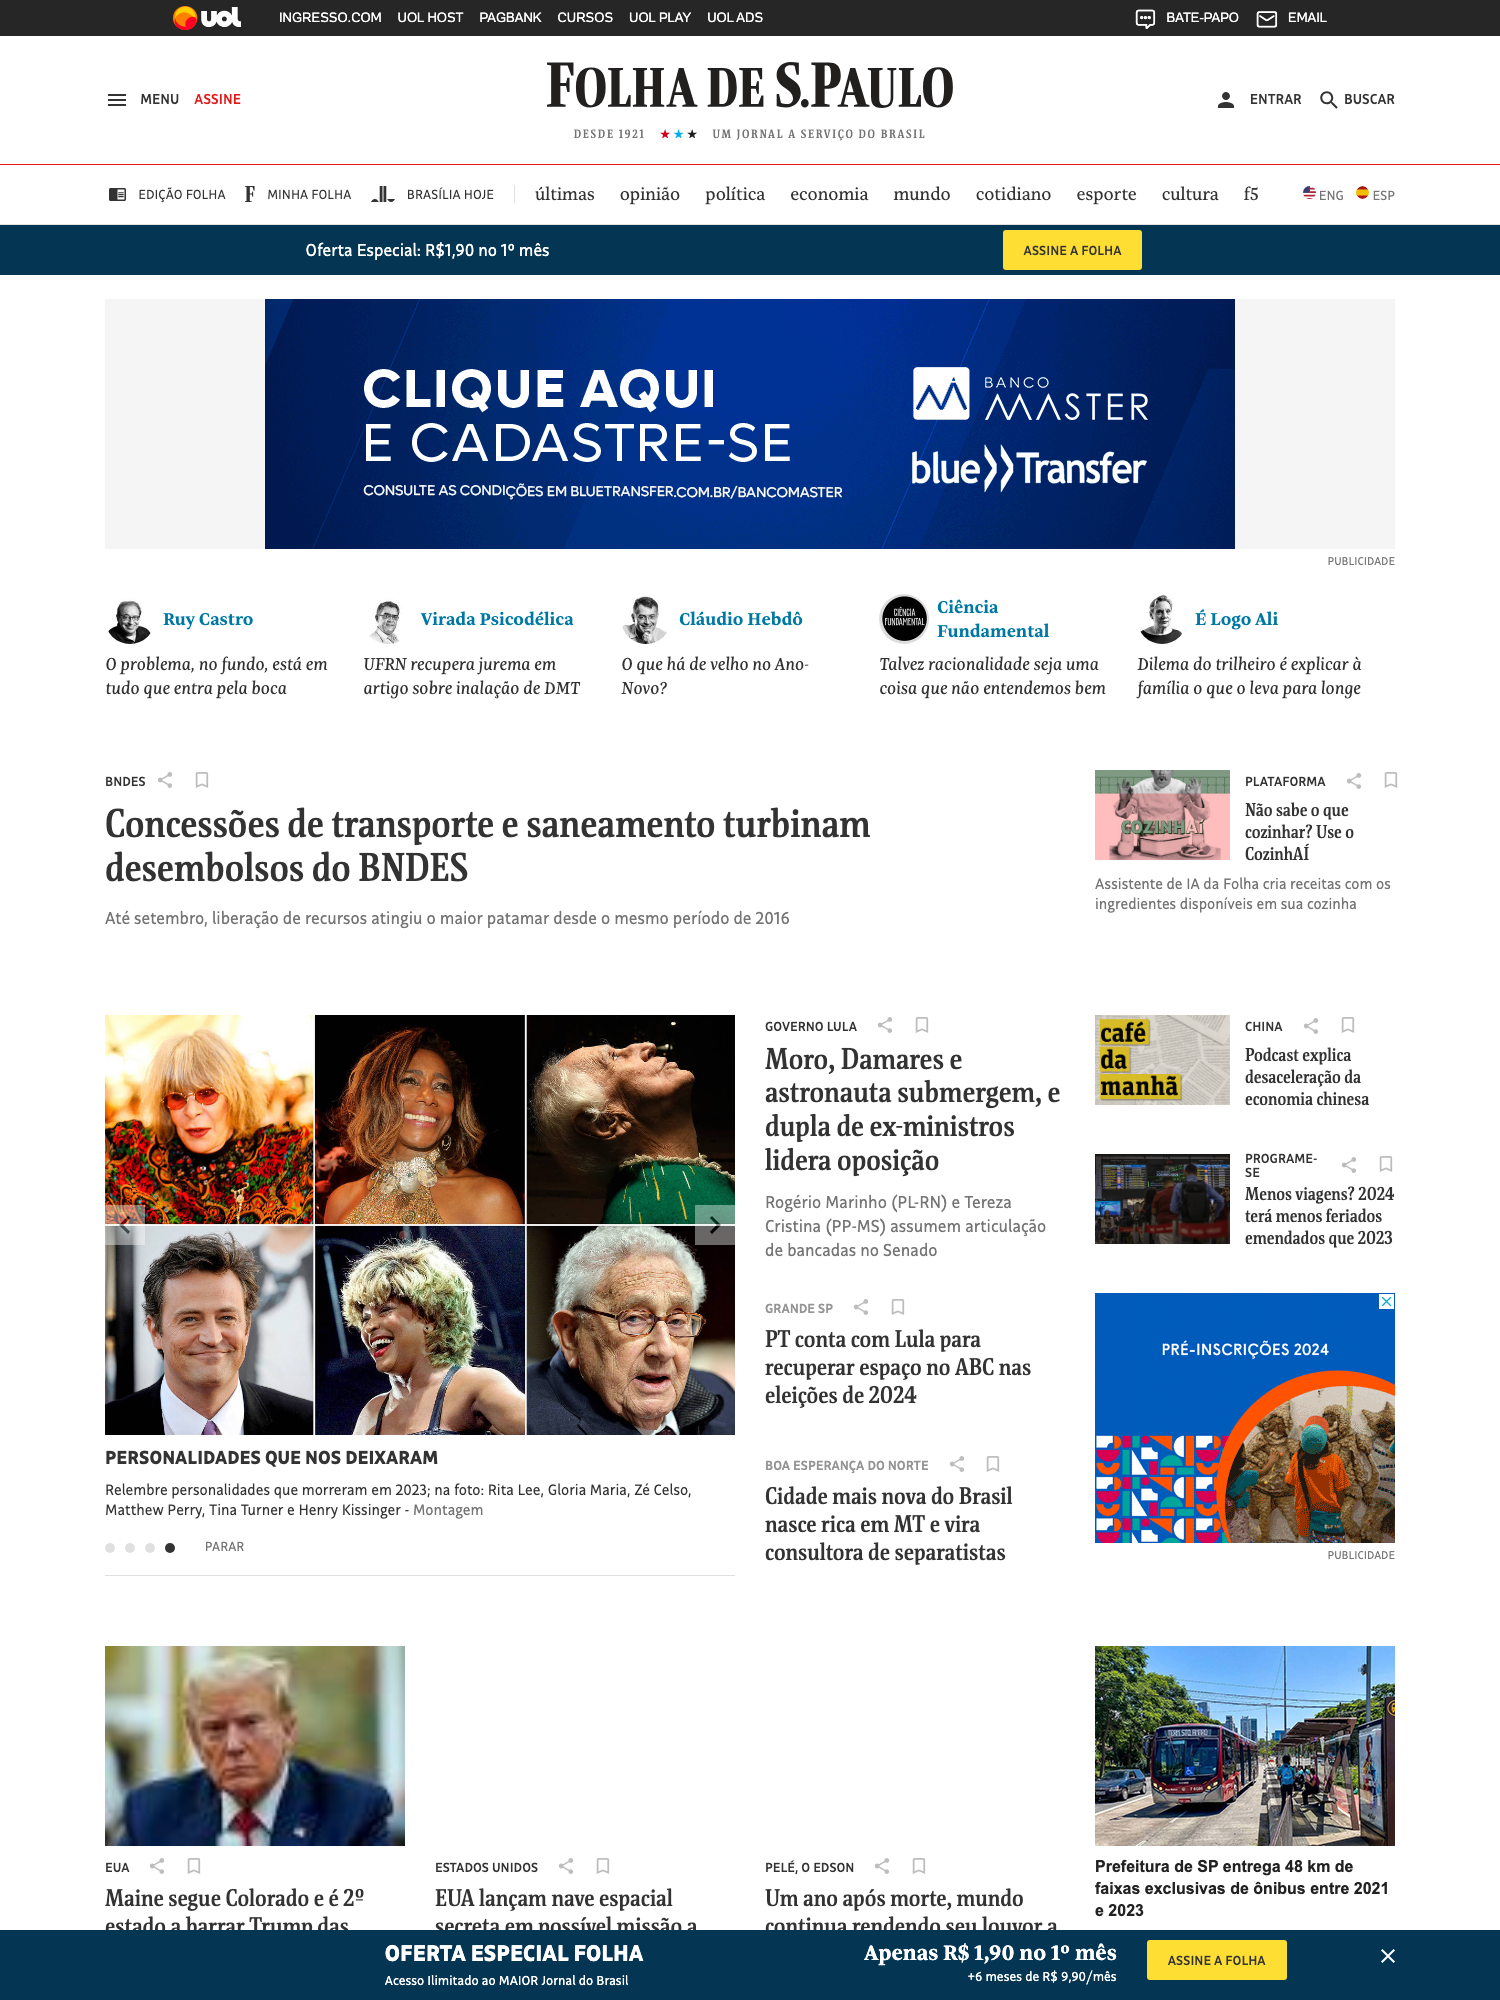 uol
INGRESSO.COM UOL HOST PAGBANK CURSOS UOL PLAY UOL ADS
BATE-PAPO EMAIL
MENU ASSINE
FOLHA DE S.PAULO
DESDE 1921 ★★★ UM JORNAL A SERVIÇO DO BRASIL
ENTRAR BUSCAR
EDIÇÃO FOLHA F MINHA FOLHA BRASÍLIA HOJE
últimas opinião política economia mundo cotidiano esporte cultura f5
ENG ESP
Oferta Especial: R$1,90 no 1º mês
ASSINE A FOLHA
CLIQUE AQUI
E CADASTRE-SE
CONSULTE AS CONDIÇÕES EM BLUETRANSFER.COM.BR/BANCOMASTER
BANCO
MASTER
blue Transfer
PUBLICIDADE
Ruy Castro
O problema, no fundo, está em
tudo que entra pela boca
Virada Psicodélica
UFRN recupera jurema em
artigo sobre inalação de DMT
Cláudio Hebdô
O que há de velho no Ano-
Novo?
CIÊNCIA
FUNDAMENTAL
Ciência
Fundamental
Talvez racionalidade seja uma
coisa que não entendemos bem
É Logo Ali
Dilema do trilheiro é explicar à
família o que o leva para longe
BNDES
Concessões de transporte e saneamento turbinam
desembolsos do BNDES
Até setembro, liberação de recursos atingiu o maior patamar desde o mesmo período de 2016
COZINHAÍ
PLATAFORMA
Não sabe o que
cozinhar? Use o
CozinhAÍ
Assistente de IA da Folha cria receitas com os
ingredientes disponíveis em sua cozinha
PERSONALIDADES QUE NOS DEIXARAM
Relembre personalidades que morreram em 2023; na foto: Rita Lee, Gloria Maria, Zé Celso,
Matthew Perry, Tina Turner e Henry Kissinger - Montagem
PARAR
GOVERNO LULA
Moro, Damares e
astronauta submergem, e
dupla de ex-ministros
lidera oposição
Rogério Marinho (PL-RN) e Tereza
Cristina (PP-MS) assumem articulação
de bancadas no Senado
GRANDE SP
PT conta com Lula para
recuperar espaço no ABC nas
eleições de 2024
BOA ESPERANÇA DO NORTE
Cidade mais nova do Brasil
nasce rica em MT e vira
consultora de separatistas
café
da
manhã
CHINA
Podcast explica
desaceleração da
economia chinesa
PROGRAME-
SE
Menos viagens? 2024
terá menos feriados
emendados que 2023
PRÉ-INSCRIÇÕES 2024
PUBLICIDADE
EUA
Maine segue Colorado e é 2º
estado a barrar Trump das
ESTADOS UNIDOS
EUA lançam nave espacial
secreta em possível missão a
PELÉ, O EDSON
Um ano após morte, mundo
continua rendendo seu louvor a
Prefeitura de SP entrega 48 km de
faixas exclusivas de ônibus entre 2021
e 2023
OFERTA ESPECIAL FOLHA
Acesso Ilimitado ao MAIOR Jornal do Brasil
Apenas R$ 1,90 no 1º mês
+6 meses de R$ 9,90/mês
ASSINE A FOLHA